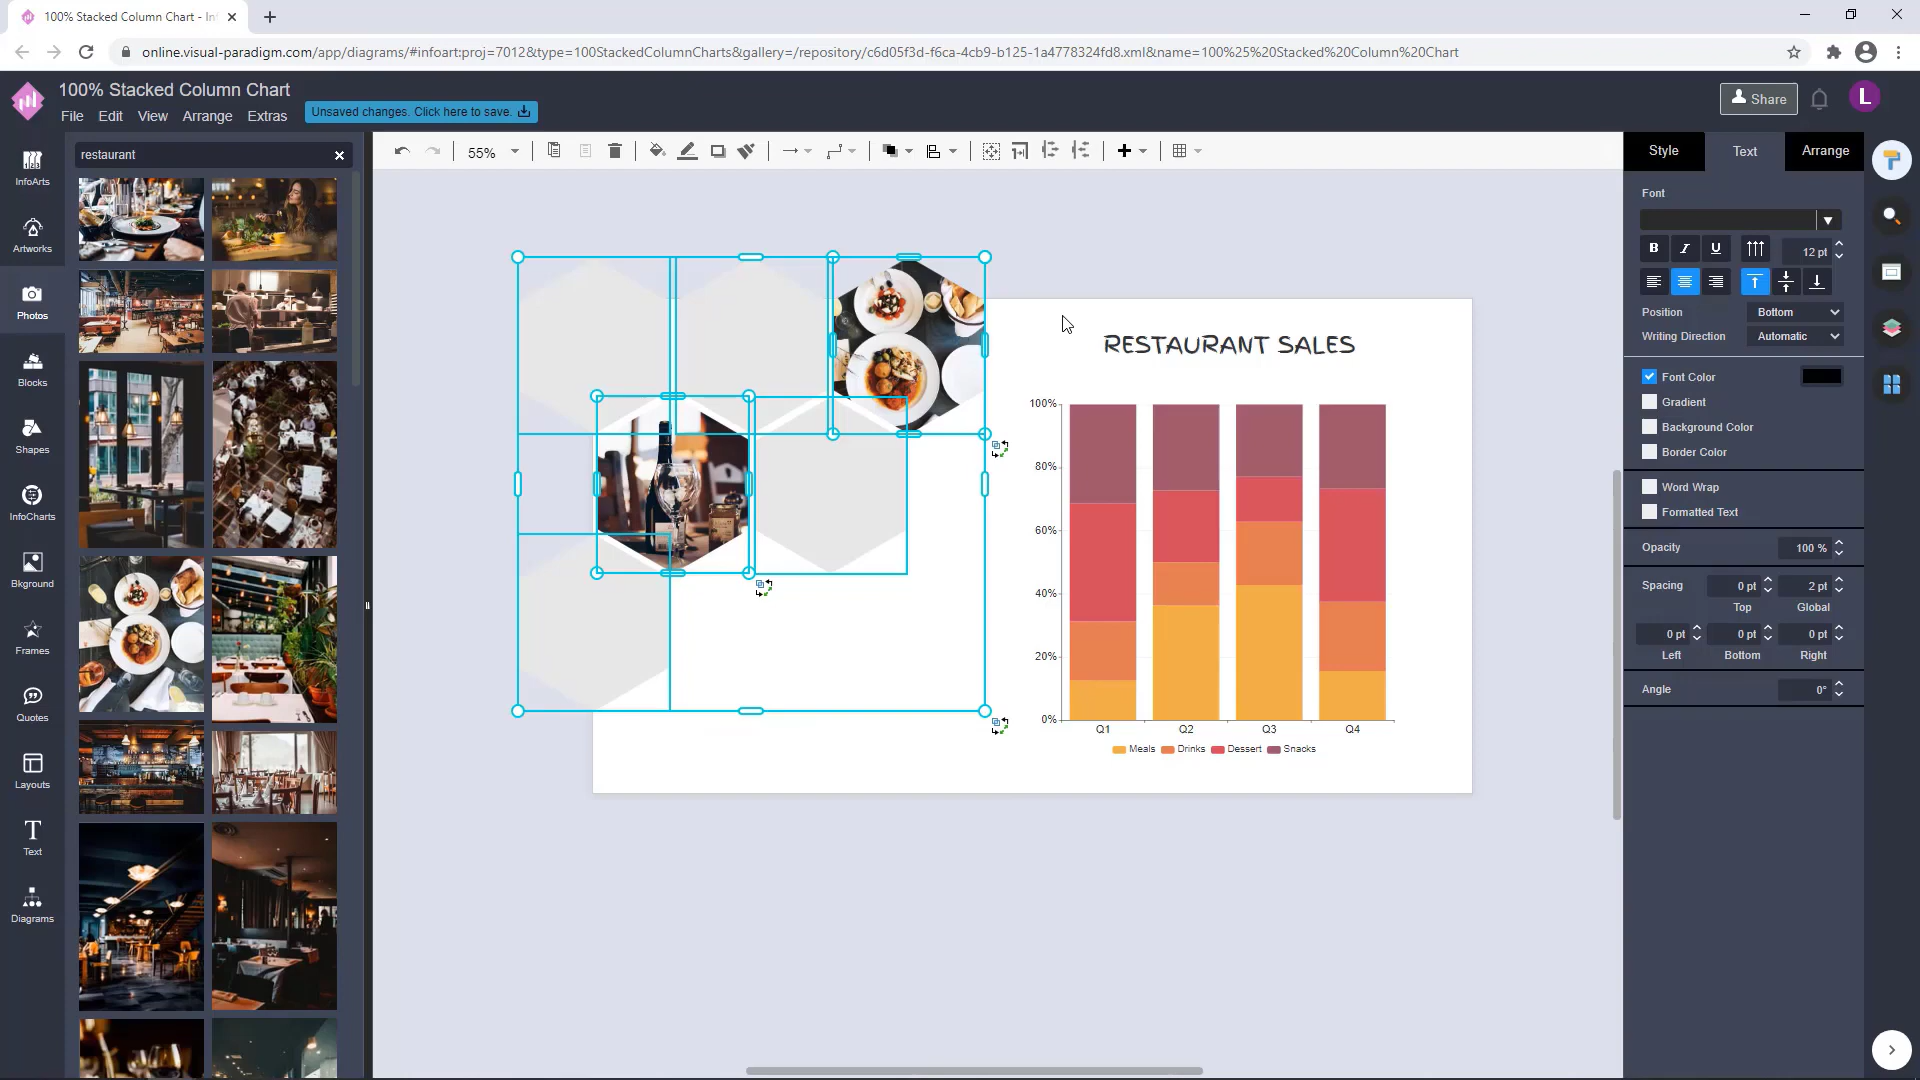 100% Stacked Column Chart - Inf
online.visual-paradigm.com/app/diagrams/#infoart:proj=7012&type=100StackedColumnCharts&gallery=/repository/c6d05f3d-f6ca-4cb9-b125-1a4778324fd8.xml&name=100%25%20Stacked%20Column%20Chart
100% Stacked Column Chart
File Edit View Arrange Extras
Unsaved changes. Click here to save.
Share
L
restaurant
55%
Style Text Arrange
InfoArts
Artworks
Photos
Blocks
Shapes
InfoCharts
Bkground
Frames
Quotes
Layouts
Text
Diagrams
RESTAURANT SALES
100%
80%
60%
40%
20%
0%
Q1 Q2 Q3 Q4
Meals Drinks Dessert Snacks
Font
B I U 12 pt
Position Bottom
Writing Direction Automatic
Font Color
Gradient
Background Color
Border Color
Word Wrap
Formatted Text
Opacity 100 %
Spacing 0 pt 2 pt
Top Global
0 pt 0 pt 0 pt
Left Bottom Right
Angle 0°